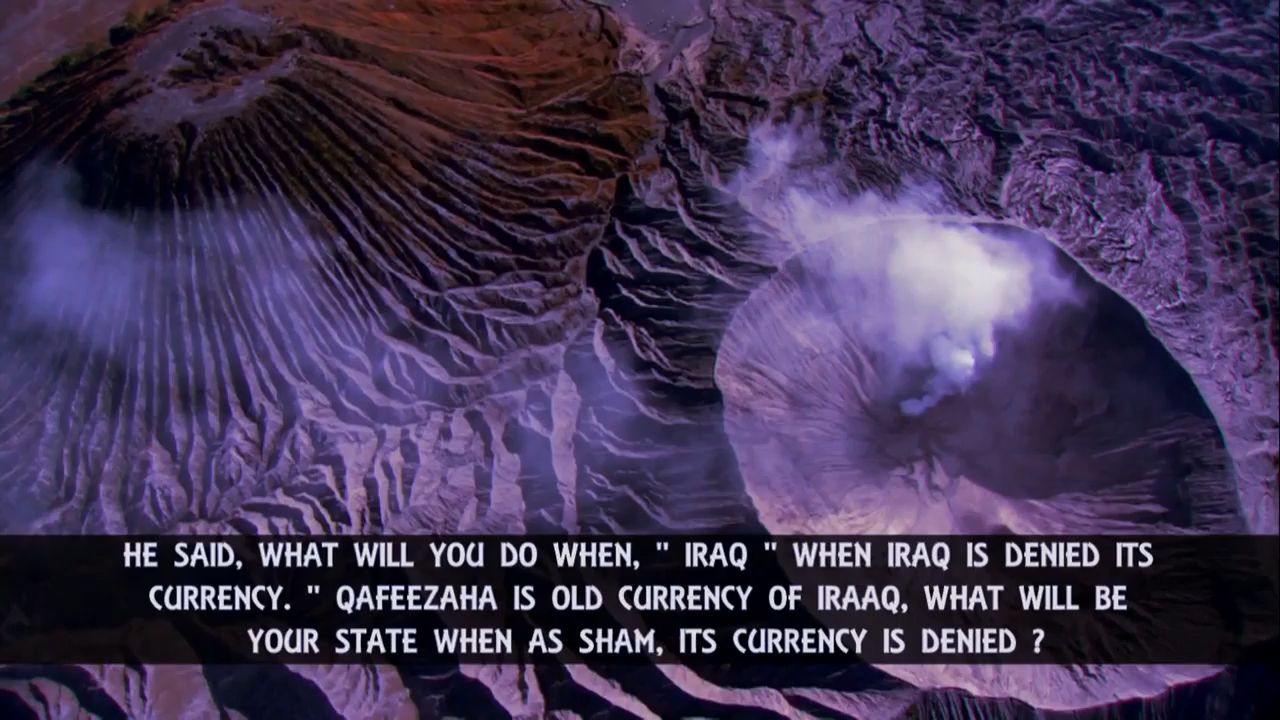 HE SAID, WHAT WILL YOU DO WHEN, " IRAQ " WHEN IRAQ IS DENIED ITS
CURRENCY. " QAFEEZAHA IS OLD CURRENCY OF IRAAQ, WHAT WILL BE
YOUR STATE WHEN AS SHAM, ITS CURRENCY IS DENIED ?